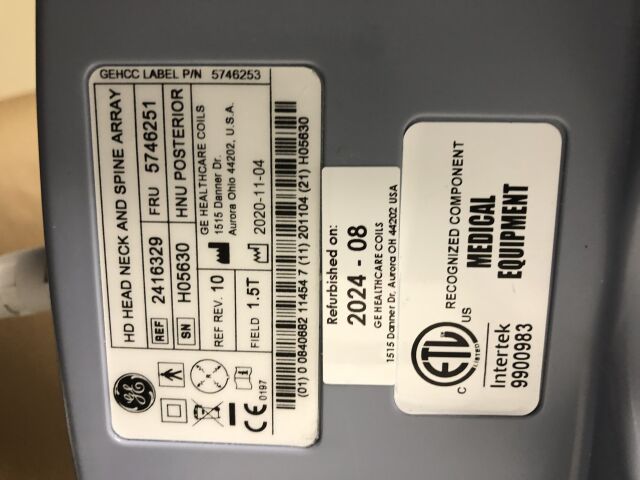 GEHCC LABEL P/N 5746253
HD HEAD NECK AND SPINE ARRAY
REF 2416329 FRU 5746251
SN H05630 HNU POSTERIOR
REF REV. 10
GE HEALTHCARE COILS
1515 Danner Dr.
Aurora Ohio 44202, U.S.A.
FIELD 1.5T
2020-11-04
(01) 0 0840682 11454 7 (11) 201104 (21) H05630
GE
CE 0197
Refurbished on:
2024 - 08
GE HEALTHCARE COILS
1515 Danner Dr, Aurora OH 44202 USA
RECOGNIZED COMPONENT
MEDICAL
EQUIPMENT
C ETL US
LISTED
Intertek
9900983